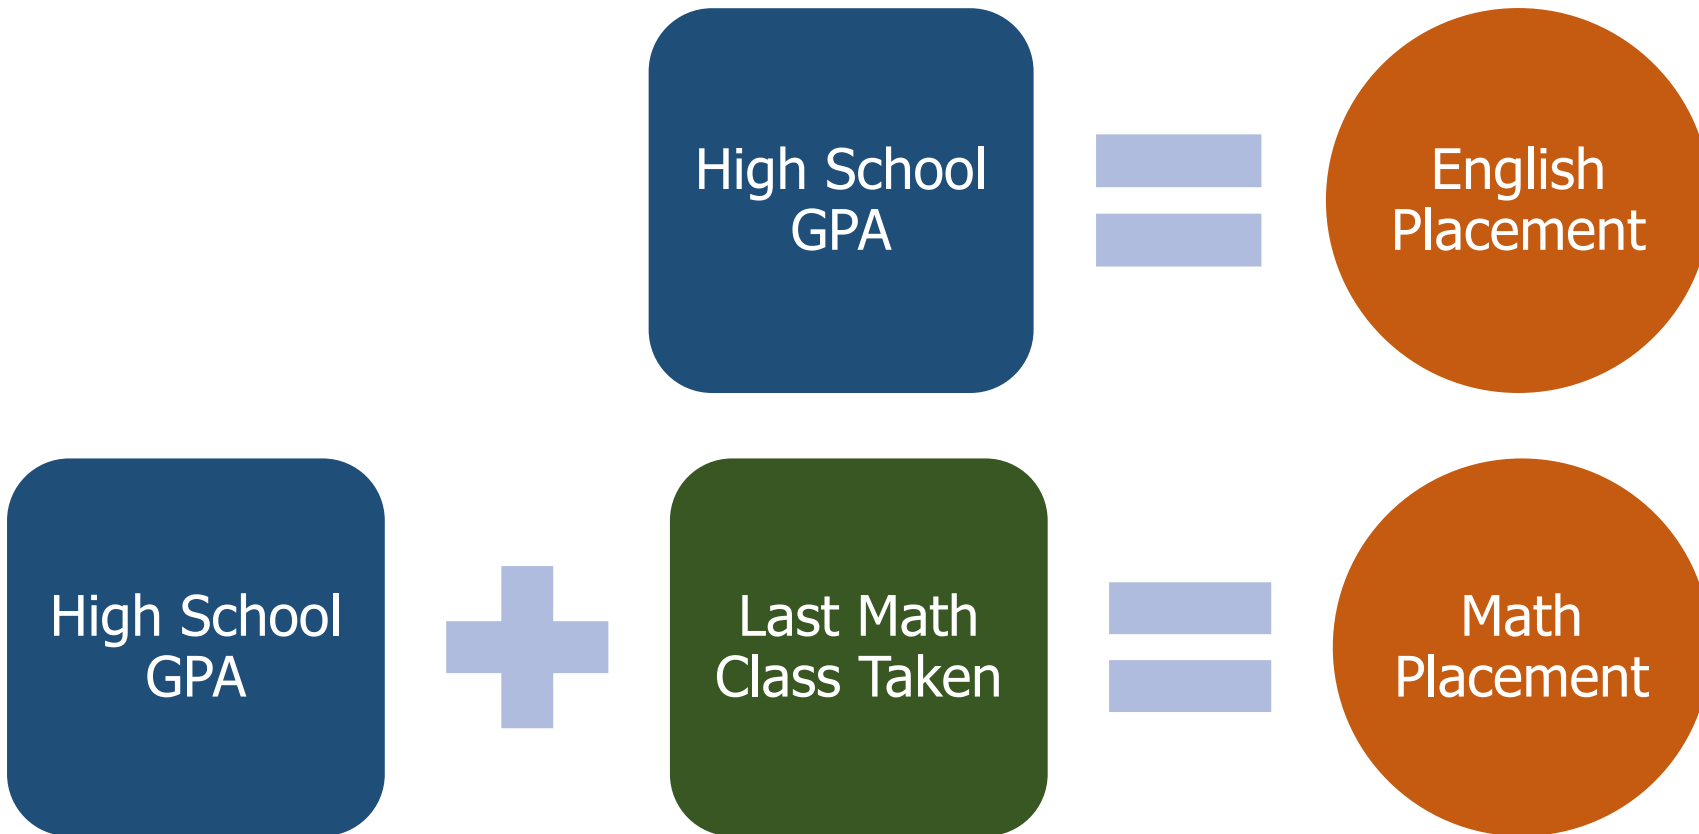 High School
GPA
English
Placement
High School
GPA
Last Math
Class Taken
Math
Placement